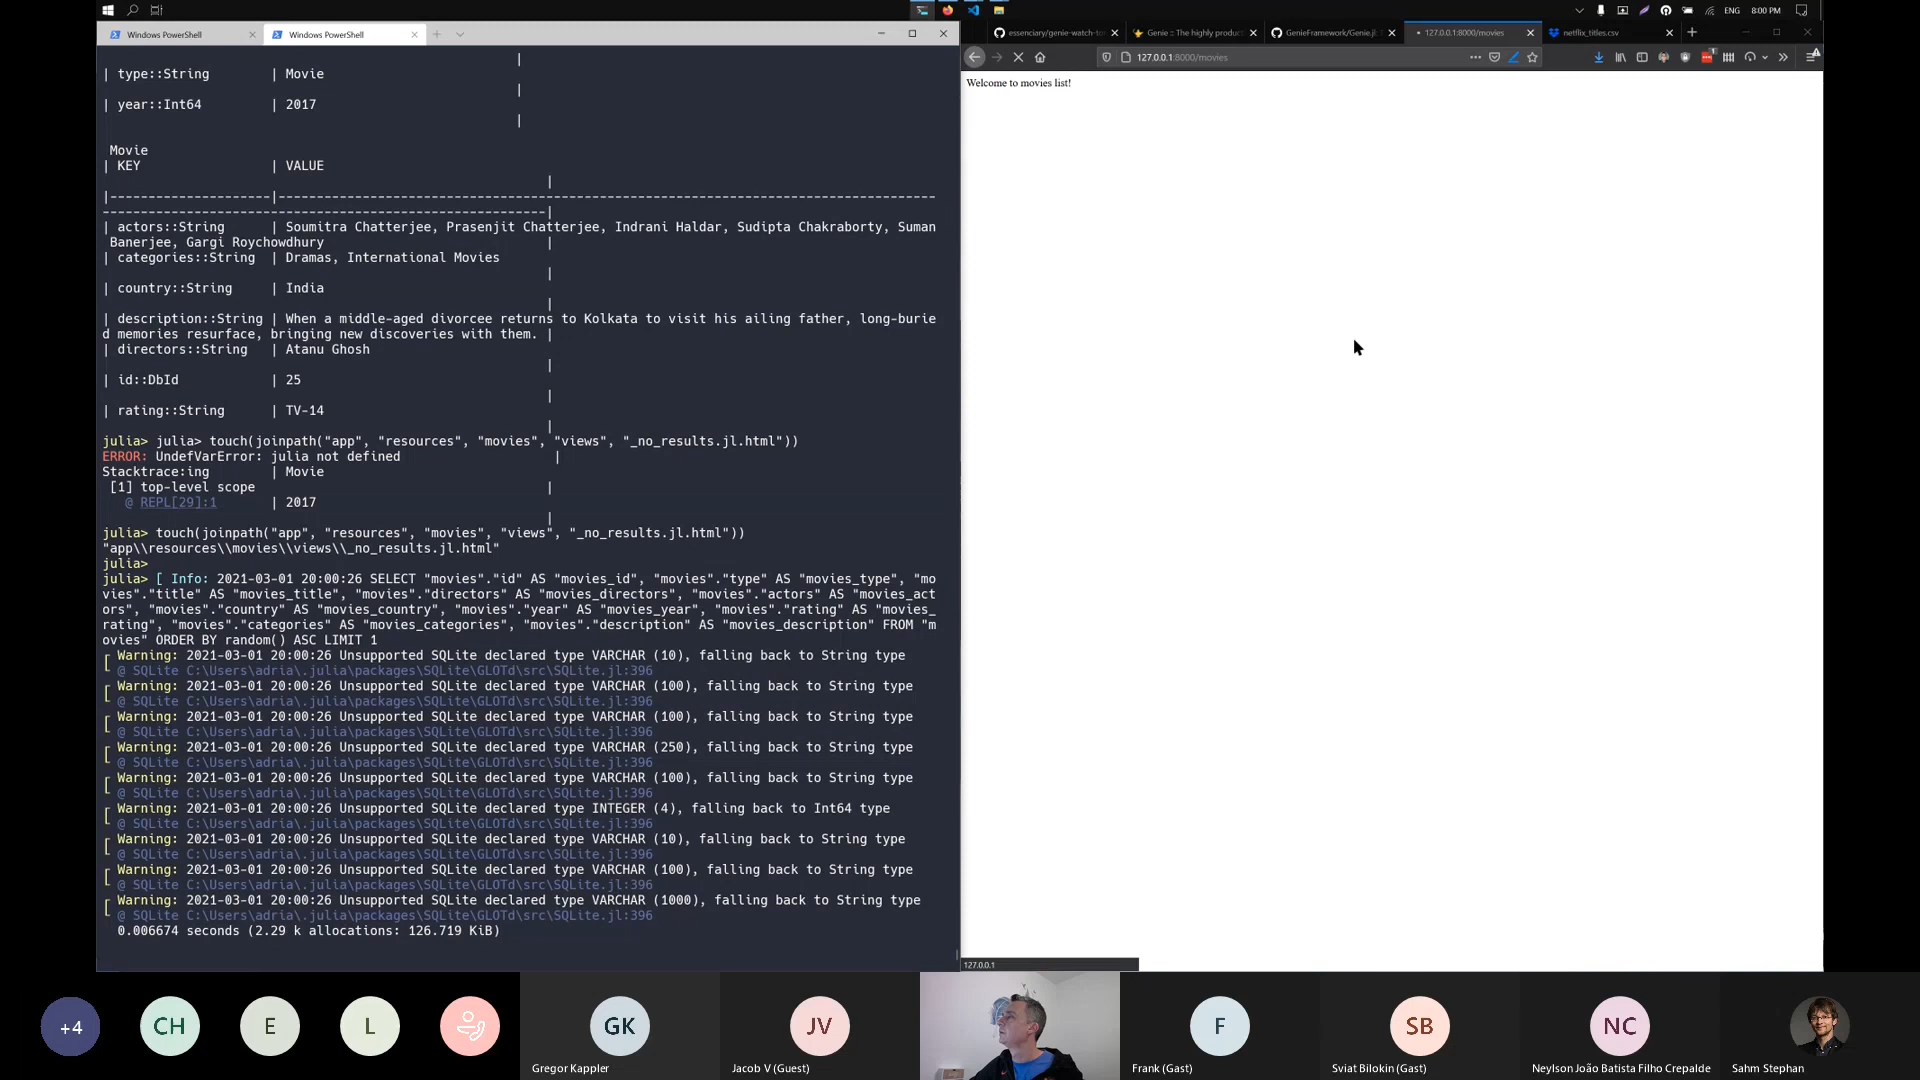 ENG 8:00 PM
Windows PowerShell
Windows PowerShell
essenciary/genie-watch-to
Genie :: The highly produc
GenieFramework/Genie.jl:
127.0.0.1:8000/movies
netflix_titles.csv
127.0.0.1:8000/movies
Welcome to movies list!
|
| type::String | Movie
|
| year::Int64 | 2017
|
Movie
| KEY | VALUE
|
|---------------------|--------------------------------------------------------------------------------------
----------------------------------------------------------|
| actors::String | Soumitra Chatterjee, Prasenjit Chatterjee, Indrani Haldar, Sudipta Chakraborty, Suman
Banerjee, Gargi Roychowdhury |
| categories::String | Dramas, International Movies
|
| country::String | India
|
| description::String | When a middle-aged divorcee returns to Kolkata to visit his ailing father, long-burie
d memories resurface, bringing new discoveries with them. |
| directors::String | Atanu Ghosh
|
| id::DbId | 25
|
| rating::String | TV-14
|
julia> julia> touch(joinpath("app", "resources", "movies", "views", "_no_results.jl.html"))
ERROR: UndefVarError: julia not defined |
Stacktrace:ing | Movie
[1] top-level scope |
@ REPL[29]:1 | 2017
|
julia> touch(joinpath("app", "resources", "movies", "views", "_no_results.jl.html"))
"app\\resources\\movies\\views\\_no_results.jl.html"
julia>
julia> [ Info: 2021-03-01 20:00:26 SELECT "movies"."id" AS "movies_id", "movies"."type" AS "movies_type", "mo
vies"."title" AS "movies_title", "movies"."directors" AS "movies_directors", "movies"."actors" AS "movies_act
ors", "movies"."country" AS "movies_country", "movies"."year" AS "movies_year", "movies"."rating" AS "movies_
rating", "movies"."categories" AS "movies_categories", "movies"."description" AS "movies_description" FROM "m
ovies" ORDER BY random() ASC LIMIT 1
Warning: 2021-03-01 20:00:26 Unsupported SQLite declared type VARCHAR (10), falling back to String type
@ SQLite C:\Users\adria\.julia\packages\SQLite\GLOTd\src\SQLite.jl:396
Warning: 2021-03-01 20:00:26 Unsupported SQLite declared type VARCHAR (100), falling back to String type
@ SQLite C:\Users\adria\.julia\packages\SQLite\GLOTd\src\SQLite.jl:396
Warning: 2021-03-01 20:00:26 Unsupported SQLite declared type VARCHAR (100), falling back to String type
@ SQLite C:\Users\adria\.julia\packages\SQLite\GLOTd\src\SQLite.jl:396
Warning: 2021-03-01 20:00:26 Unsupported SQLite declared type VARCHAR (250), falling back to String type
@ SQLite C:\Users\adria\.julia\packages\SQLite\GLOTd\src\SQLite.jl:396
Warning: 2021-03-01 20:00:26 Unsupported SQLite declared type VARCHAR (100), falling back to String type
@ SQLite C:\Users\adria\.julia\packages\SQLite\GLOTd\src\SQLite.jl:396
Warning: 2021-03-01 20:00:26 Unsupported SQLite declared type INTEGER (4), falling back to Int64 type
@ SQLite C:\Users\adria\.julia\packages\SQLite\GLOTd\src\SQLite.jl:396
Warning: 2021-03-01 20:00:26 Unsupported SQLite declared type VARCHAR (10), falling back to String type
@ SQLite C:\Users\adria\.julia\packages\SQLite\GLOTd\src\SQLite.jl:396
Warning: 2021-03-01 20:00:26 Unsupported SQLite declared type VARCHAR (100), falling back to String type
@ SQLite C:\Users\adria\.julia\packages\SQLite\GLOTd\src\SQLite.jl:396
Warning: 2021-03-01 20:00:26 Unsupported SQLite declared type VARCHAR (1000), falling back to String type
@ SQLite C:\Users\adria\.julia\packages\SQLite\GLOTd\src\SQLite.jl:396
0.006674 seconds (2.29 k allocations: 126.719 KiB)
127.0.0.1
+4
CH
E
L
GK
Gregor Kappler
JV
Jacob V (Guest)
F
Frank (Gast)
SB
Sviat Bilokin (Gast)
NC
Neylson João Batista Filho Crepalde
Sahm Stephan